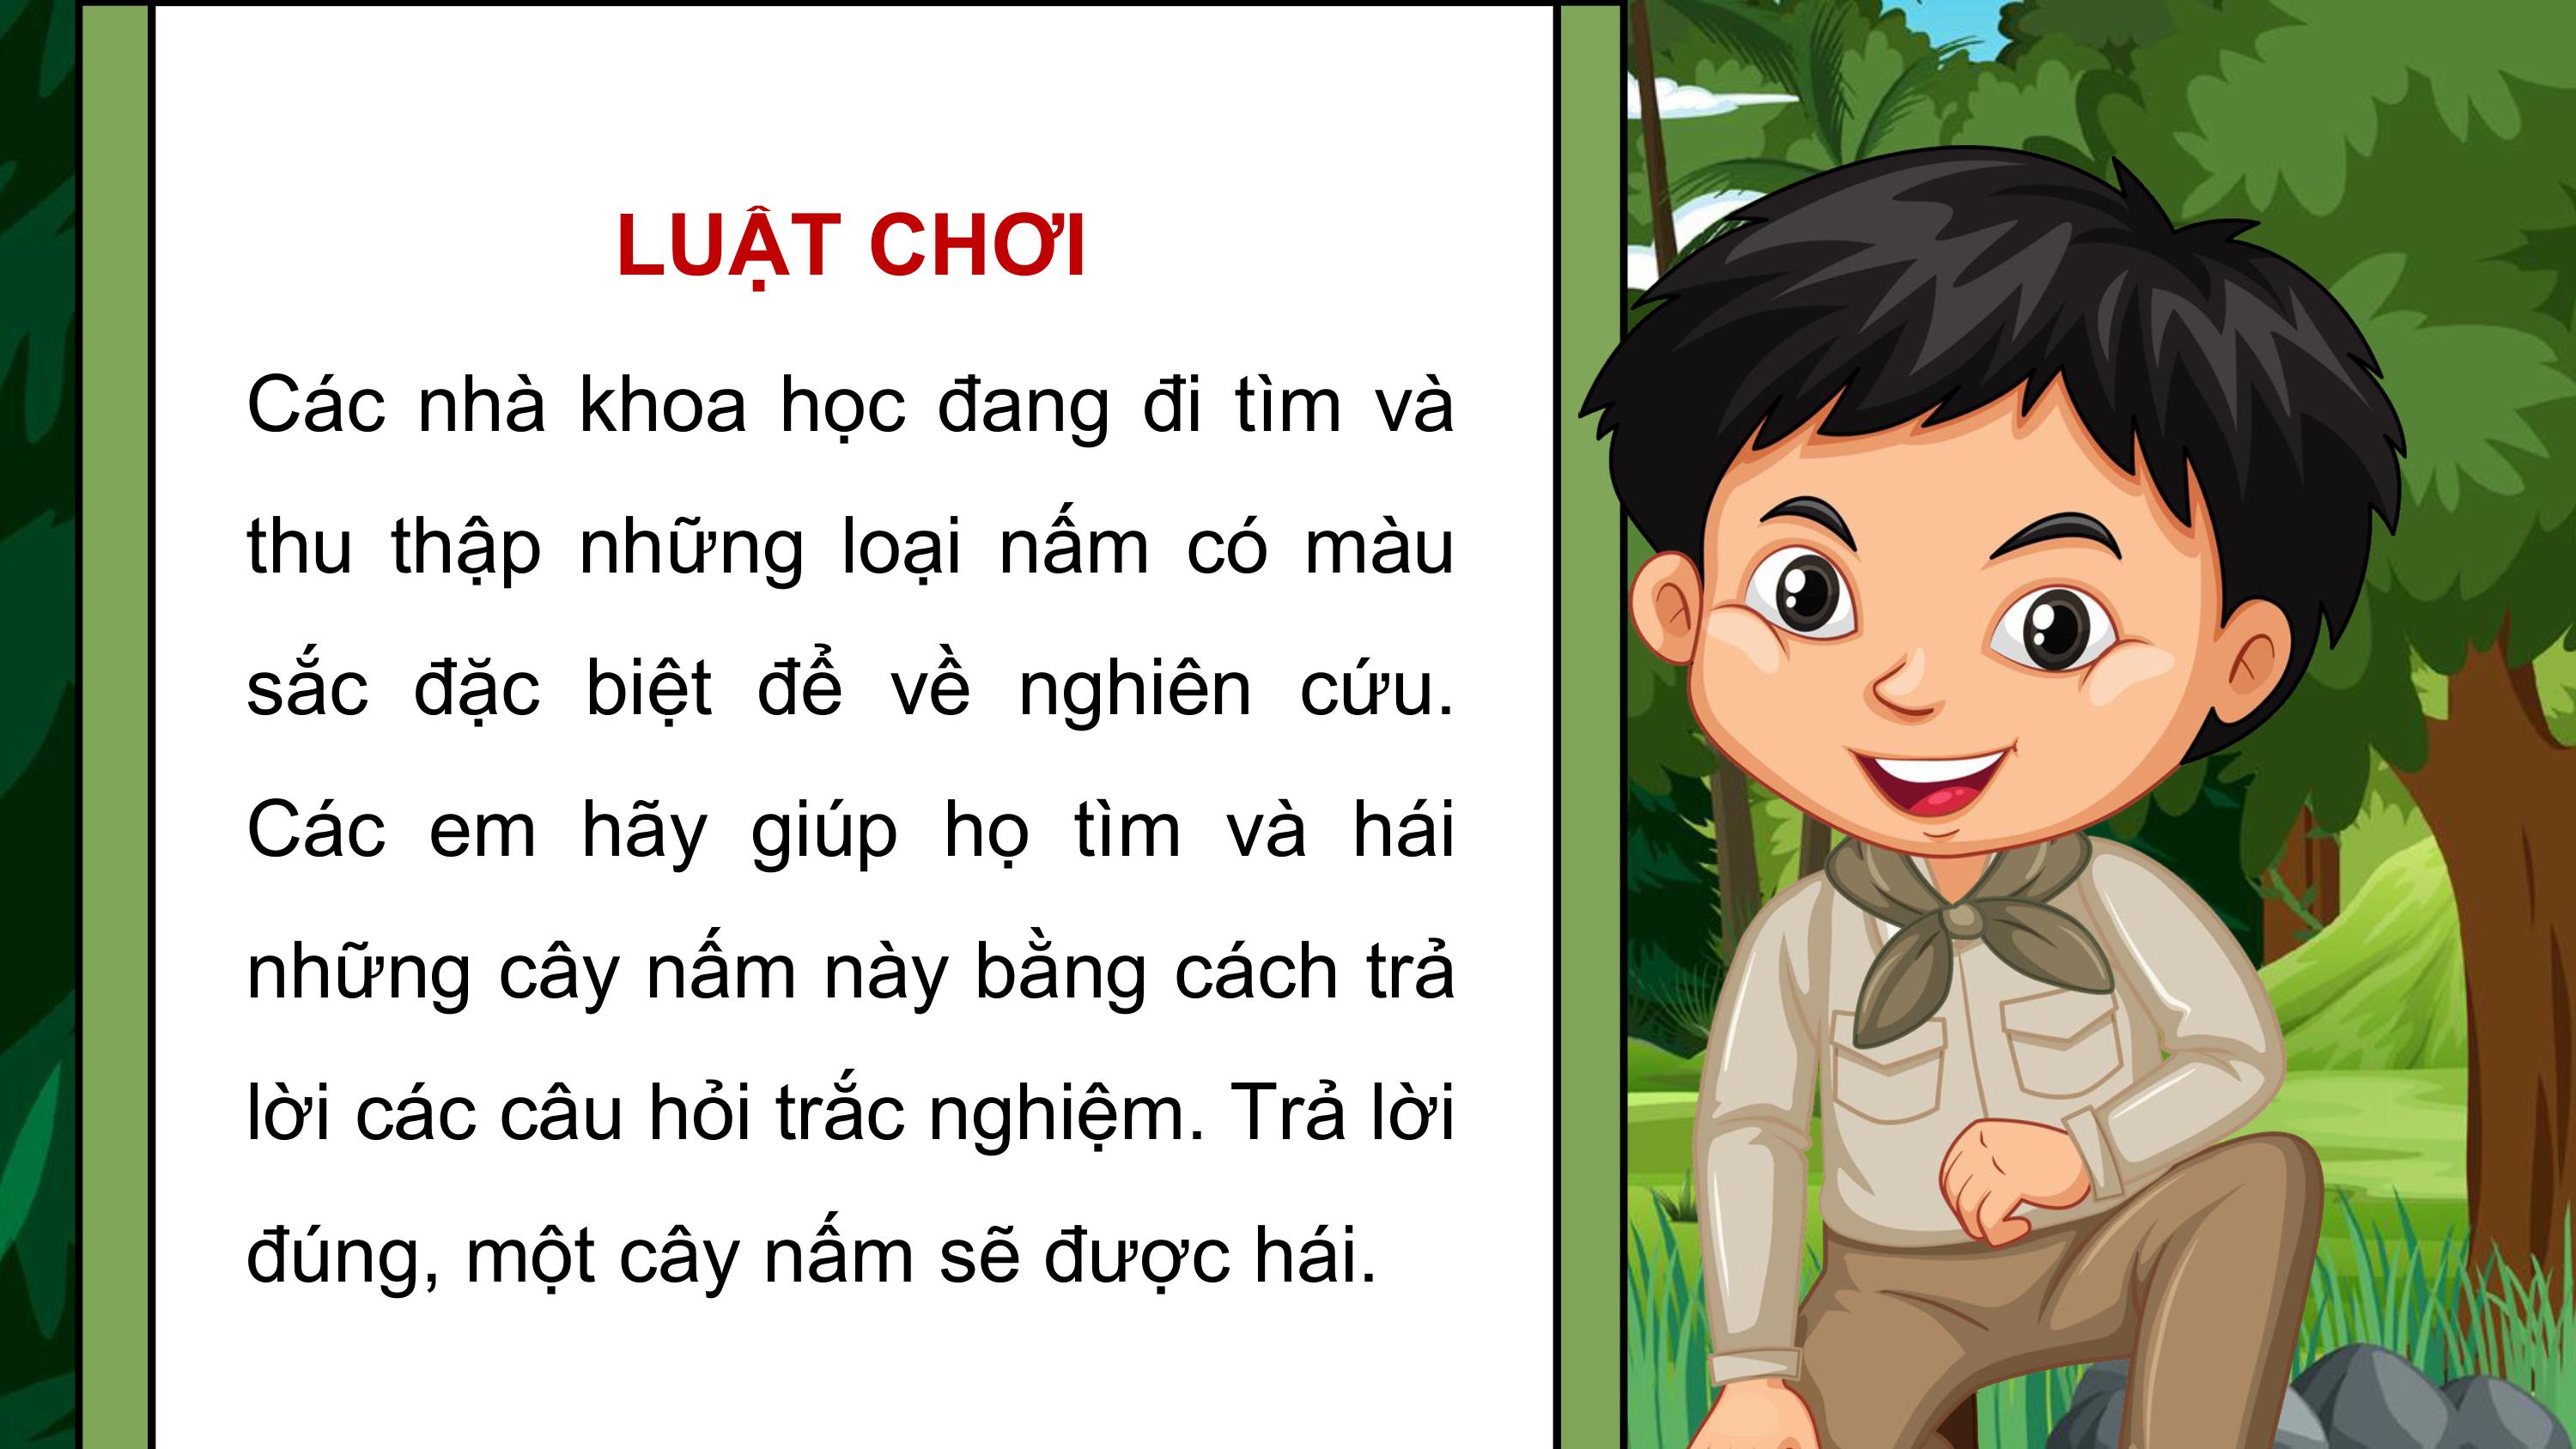 LUẬT CHƠI
Các nhà khoa học đang đi tìm và
thu thập những loại nấm có màu
sắc đặc biệt để về nghiên cứu.
Các em hãy giúp họ tìm và hái
những cây nấm này bằng cách trả
lời các câu hỏi trắc nghiệm. Trả lời
đúng, một cây nấm sẽ được hái.